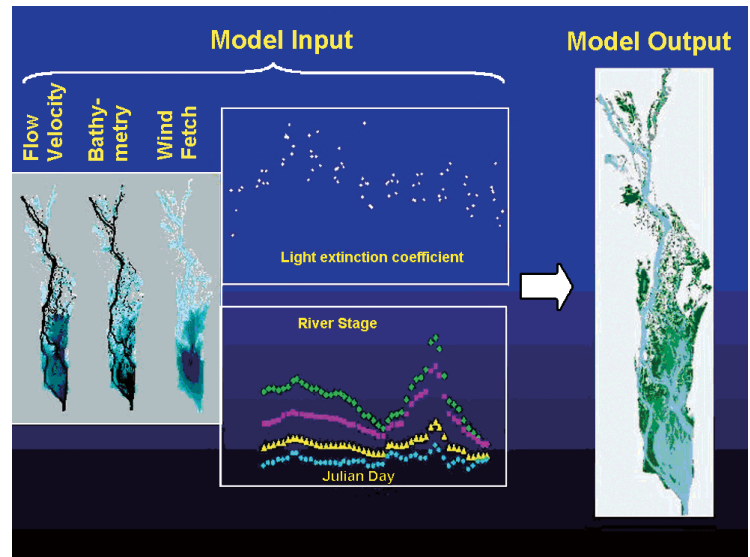 Model Input
Model Output
Flow
Velocity
Bathy-
metry
Wind
Fetch
Light extinction coefficient
River Stage
Julian Day